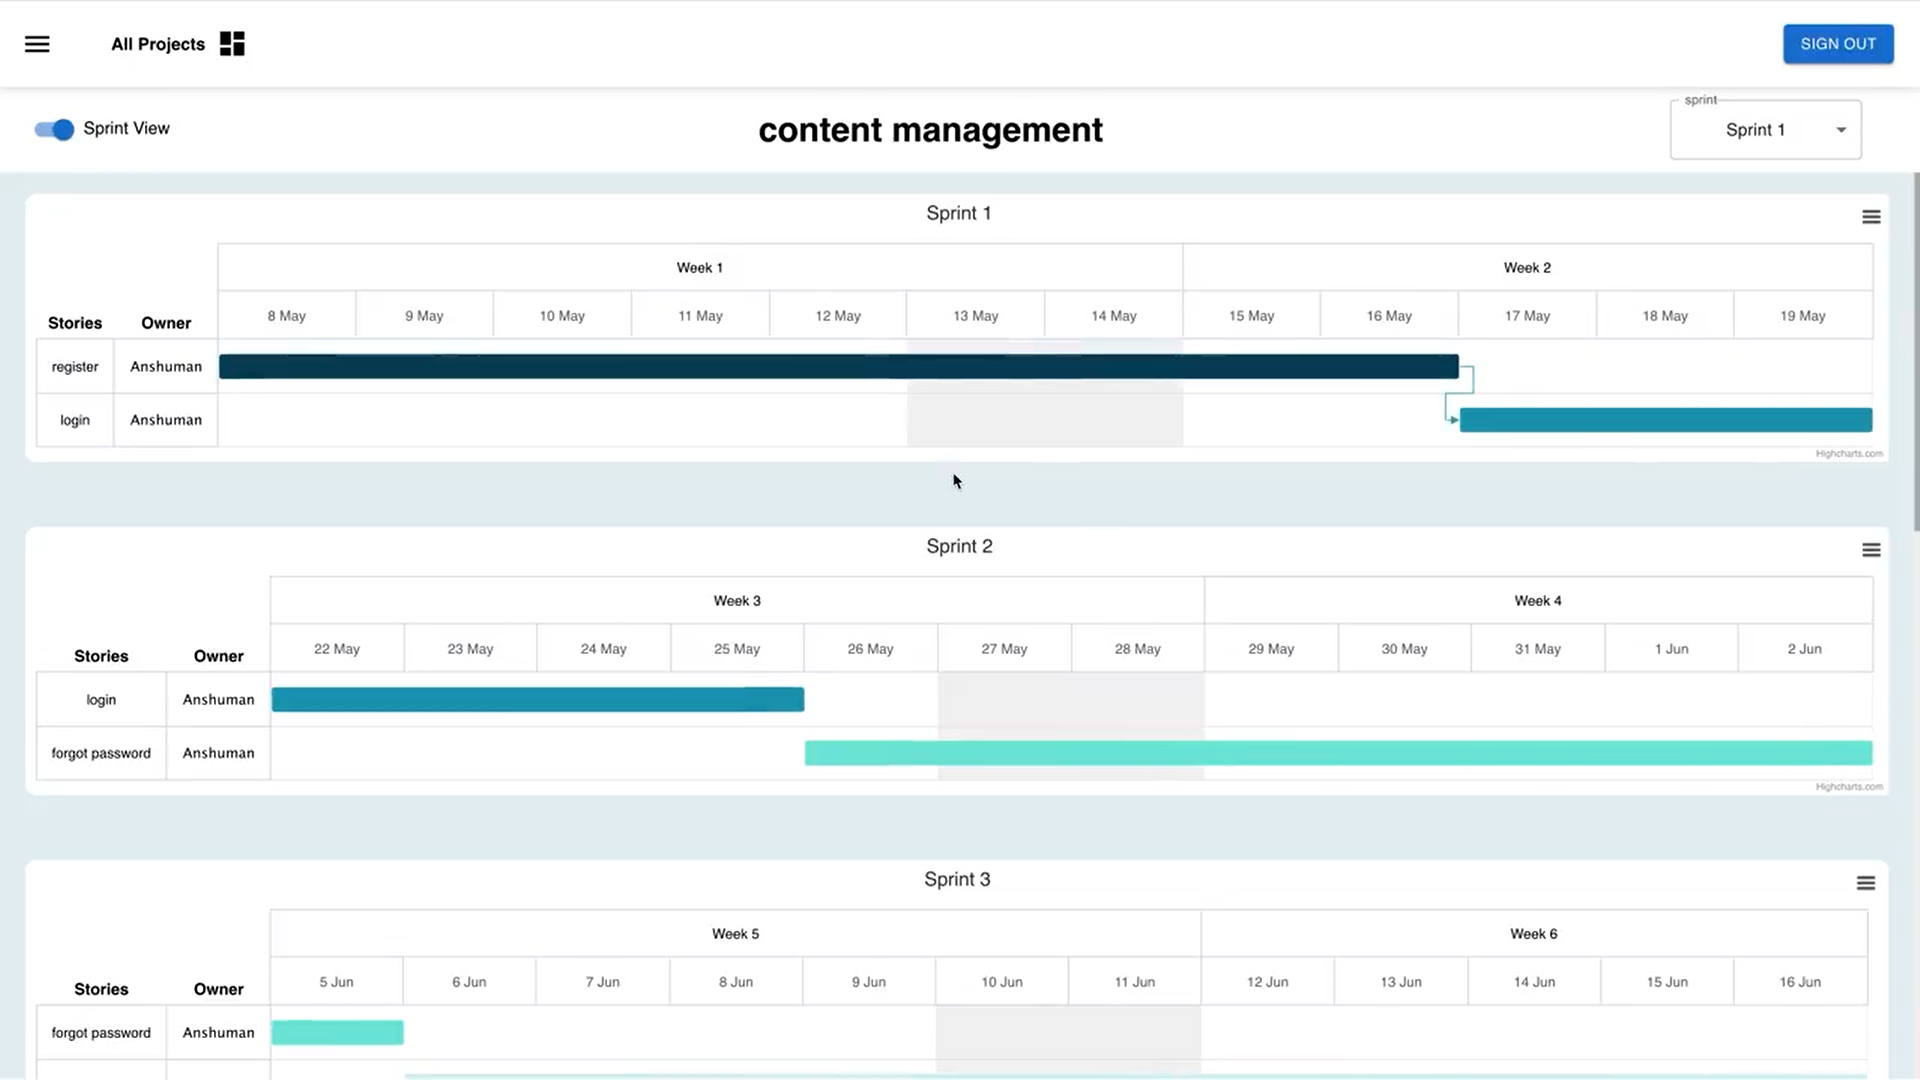 All Projects
SIGN OUT
Sprint View
content management
sprint
Sprint 1
Sprint 1
Week 1
Week 2
Stories
Owner
8 May
9 May
10 May
11 May
12 May
13 May
14 May
15 May
16 May
17 May
18 May
19 May
register
Anshuman
login
Anshuman
Highcharts.com
Sprint 2
Week 3
Week 4
Stories
Owner
22 May
23 May
24 May
25 May
26 May
27 May
28 May
29 May
30 May
31 May
1 Jun
2 Jun
login
Anshuman
forgot password
Anshuman
Highcharts.com
Sprint 3
Week 5
Week 6
Stories
Owner
5 Jun
6 Jun
7 Jun
8 Jun
9 Jun
10 Jun
11 Jun
12 Jun
13 Jun
14 Jun
15 Jun
16 Jun
forgot password
Anshuman